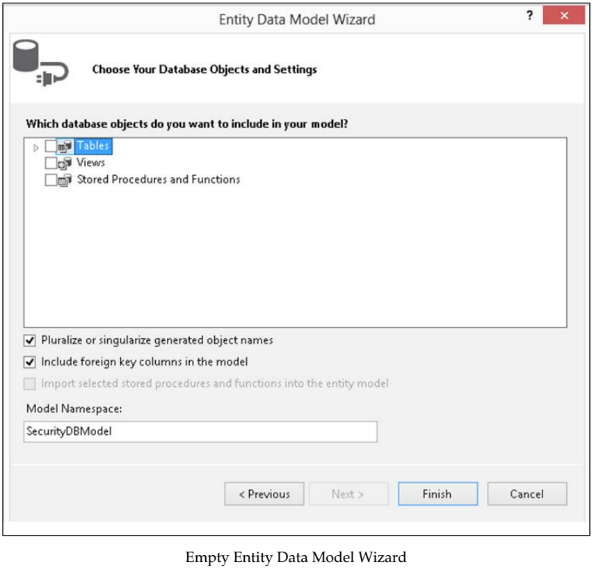 Entity Data Model Wizard
?
×
Choose Your Database Objects and Settings
Which database objects do you want to include in your model?
Tables
Views
Stored Procedures and Functions
Pluralize or singularize generated object names
Include foreign key columns in the model
Import selected stored procedures and functions into the entity model
Model Namespace:
SecurityDBModel
< Previous Next > Finish Cancel
Empty Entity Data Model Wizard